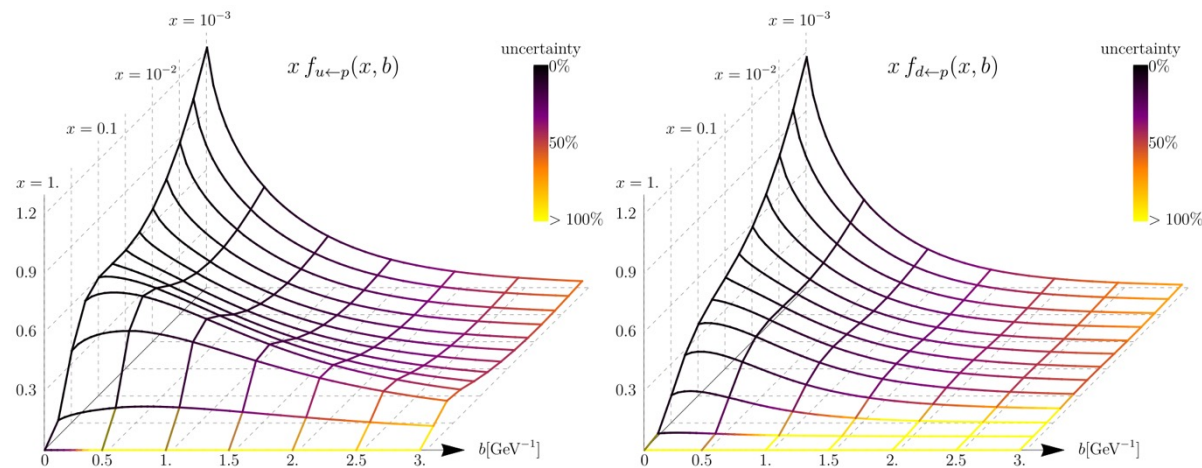 x = 10⁻³
x = 10⁻²
x = 0.1
x = 1.
1.2
0.9
0.6
0.3
x f_{u←p}(x, b)
uncertainty
0%
50%
> 100%
0 0.5 1. 1.5 2. 2.5 3. b[GeV⁻¹]
x = 10⁻³
x = 10⁻²
x = 0.1
x = 1.
1.2
0.9
0.6
0.3
x f_{d←p}(x, b)
uncertainty
0%
50%
> 100%
0 0.5 1. 1.5 2. 2.5 3. b[GeV⁻¹]